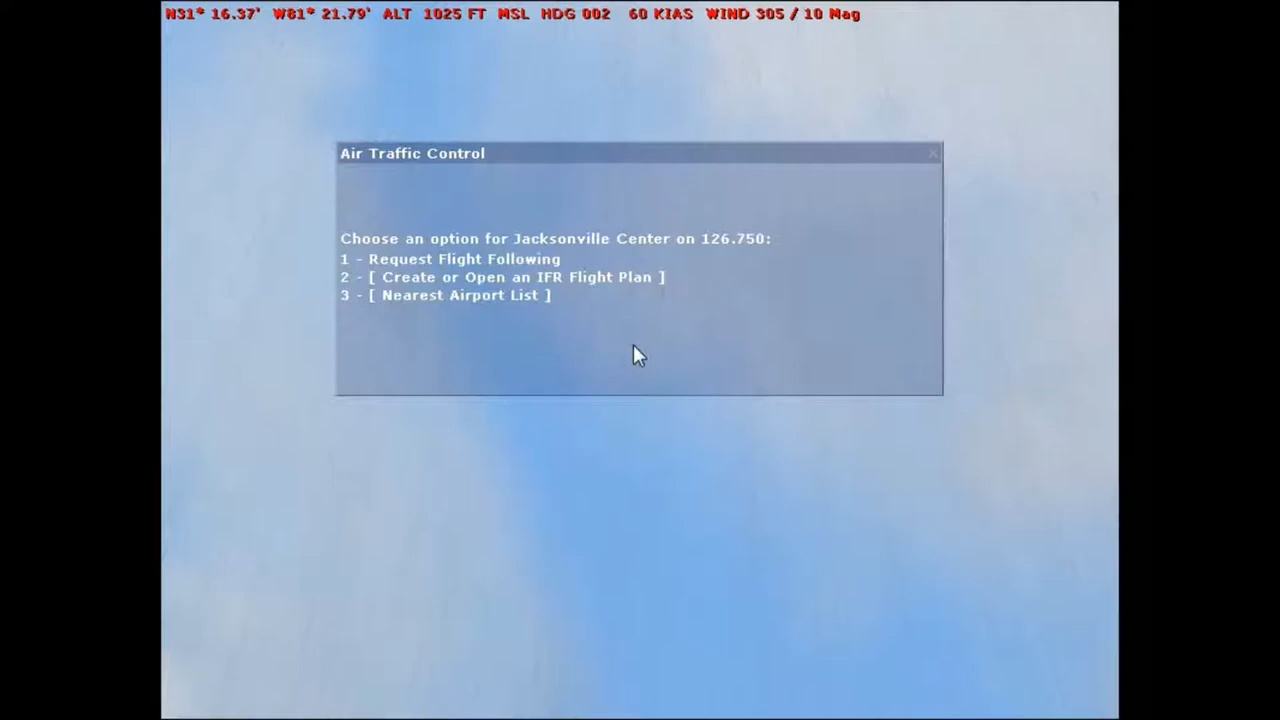 N31* 16.37' W81* 21.79' ALT 1025 FT MSL HDG 002 60 KIAS WIND 305 / 10 Mag
Air Traffic Control
Choose an option for Jacksonville Center on 126.750:
1 - Request Flight Following
2 - [ Create or Open an IFR Flight Plan ]
3 - [ Nearest Airport List ]